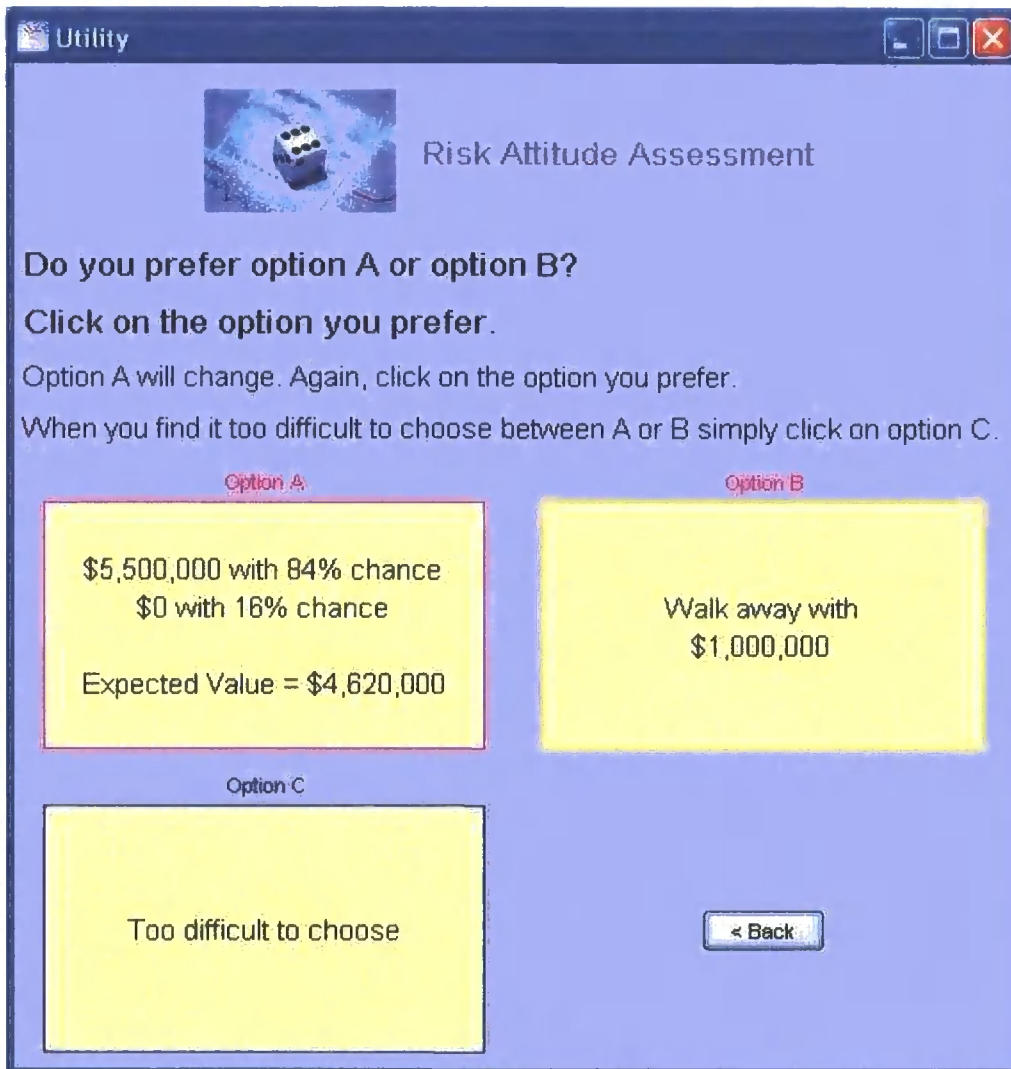 Utility
Risk Attitude Assessment
Do you prefer option A or option B?
Click on the option you prefer.
Option A will change. Again, click on the option you prefer.
When you find it too difficult to choose between A or B simply click on option C.
Option A
$5,500,000 with 84% chance
$0 with 16% chance
Expected Value = $4,620,000
Option B
Walk away with
$1,000,000
Option C
Too difficult to choose
< Back